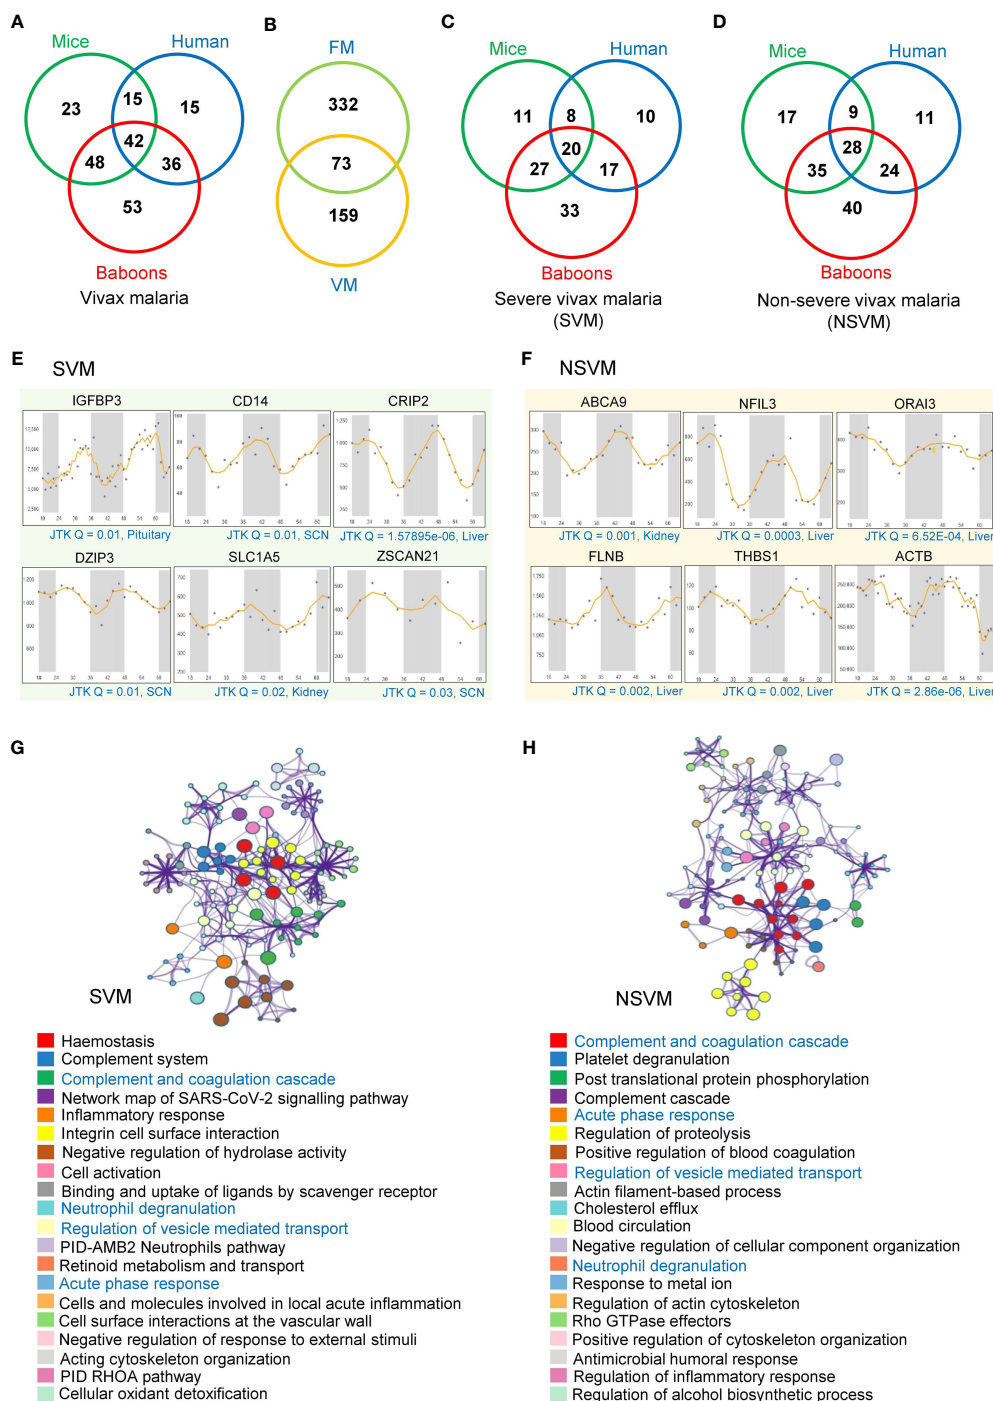 A
Mice
Human
23
15
15
42
48
36
53
Baboons
Vivax malaria
B
FM
332
73
159
VM
C
Mice
Human
11
8
10
20
27
17
33
Baboons
Severe vivax malaria
(SVM)
D
Mice
Human
17
9
11
28
35
24
40
Baboons
Non-severe vivax malaria
(NSVM)
E
SVM
IGFBP3
JTK Q = 0.01, Pituitary
CD14
JTK Q = 0.01, SCN
CRIP2
JTK Q = 1.57895e-06, Liver
DZIP3
JTK Q = 0.01, SCN
SLC1A5
JTK Q = 0.02, Kidney
ZSCAN21
JTK Q = 0.03, SCN
F
NSVM
ABCA9
JTK Q = 0.001, Kidney
NFIL3
JTK Q = 0.0003, Liver
ORAI3
JTK Q = 6.52E-04, Liver
FLNB
JTK Q = 0.002, Liver
THBS1
JTK Q = 0.002, Liver
ACTB
JTK Q = 2.86e-06, Liver
G
SVM
Haemostasis
Complement system
Complement and coagulation cascade
Network map of SARS-CoV-2 signalling pathway
Inflammatory response
Integrin cell surface interaction
Negative regulation of hydrolase activity
Cell activation
Binding and uptake of ligands by scavenger receptor
Neutrophil degranulation
Regulation of vesicle mediated transport
PID-AMB2 Neutrophils pathway
Retinoid metabolism and transport
Acute phase response
Cells and molecules involved in local acute inflammation
Cell surface interactions at the vascular wall
Negative regulation of response to external stimuli
Acting cytoskeleton organization
PID RHOA pathway
Cellular oxidant detoxification
H
NSVM
Complement and coagulation cascade
Platelet degranulation
Post translational protein phosphorylation
Complement cascade
Acute phase response
Regulation of proteolysis
Positive regulation of blood coagulation
Regulation of vesicle mediated transport
Actin filament-based process
Cholesterol efflux
Blood circulation
Negative regulation of cellular component organization
Neutrophil degranulation
Response to metal ion
Regulation of actin cytoskeleton
Rho GTPase effectors
Positive regulation of cytoskeleton organization
Antimicrobial humoral response
Regulation of inflammatory response
Regulation of alcohol biosynthetic process